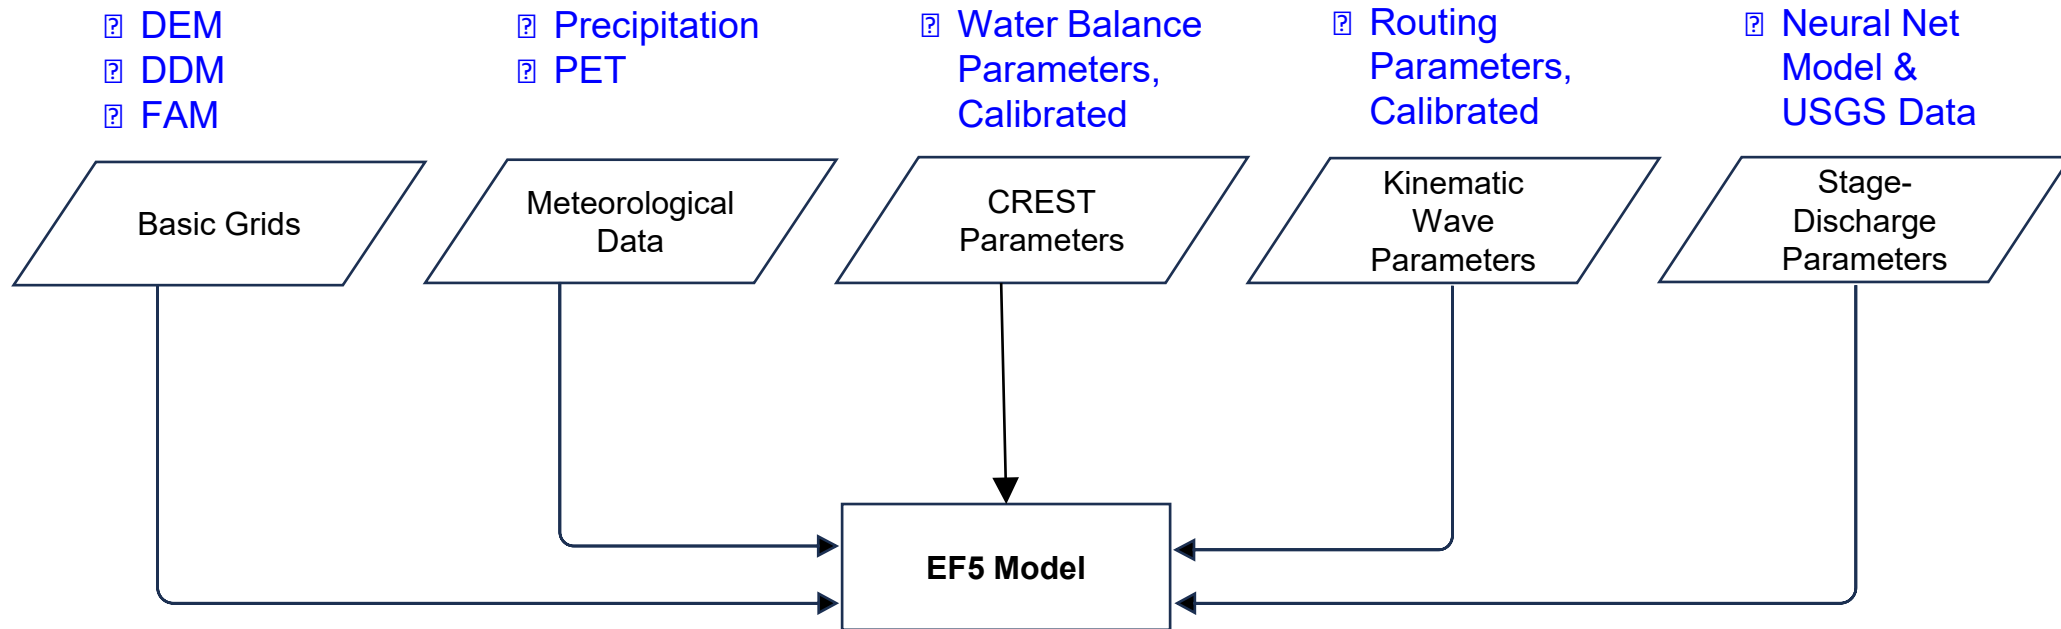 DEM
DDM
FAM
Precipitation
PET
Water Balance
Parameters,
Calibrated
Routing
Parameters,
Calibrated
Neural Net
Model &
USGS Data
Basic Grids
Meteorological
Data
CREST
Parameters
Kinematic
Wave
Parameters
Stage-
Discharge
Parameters
EF5 Model